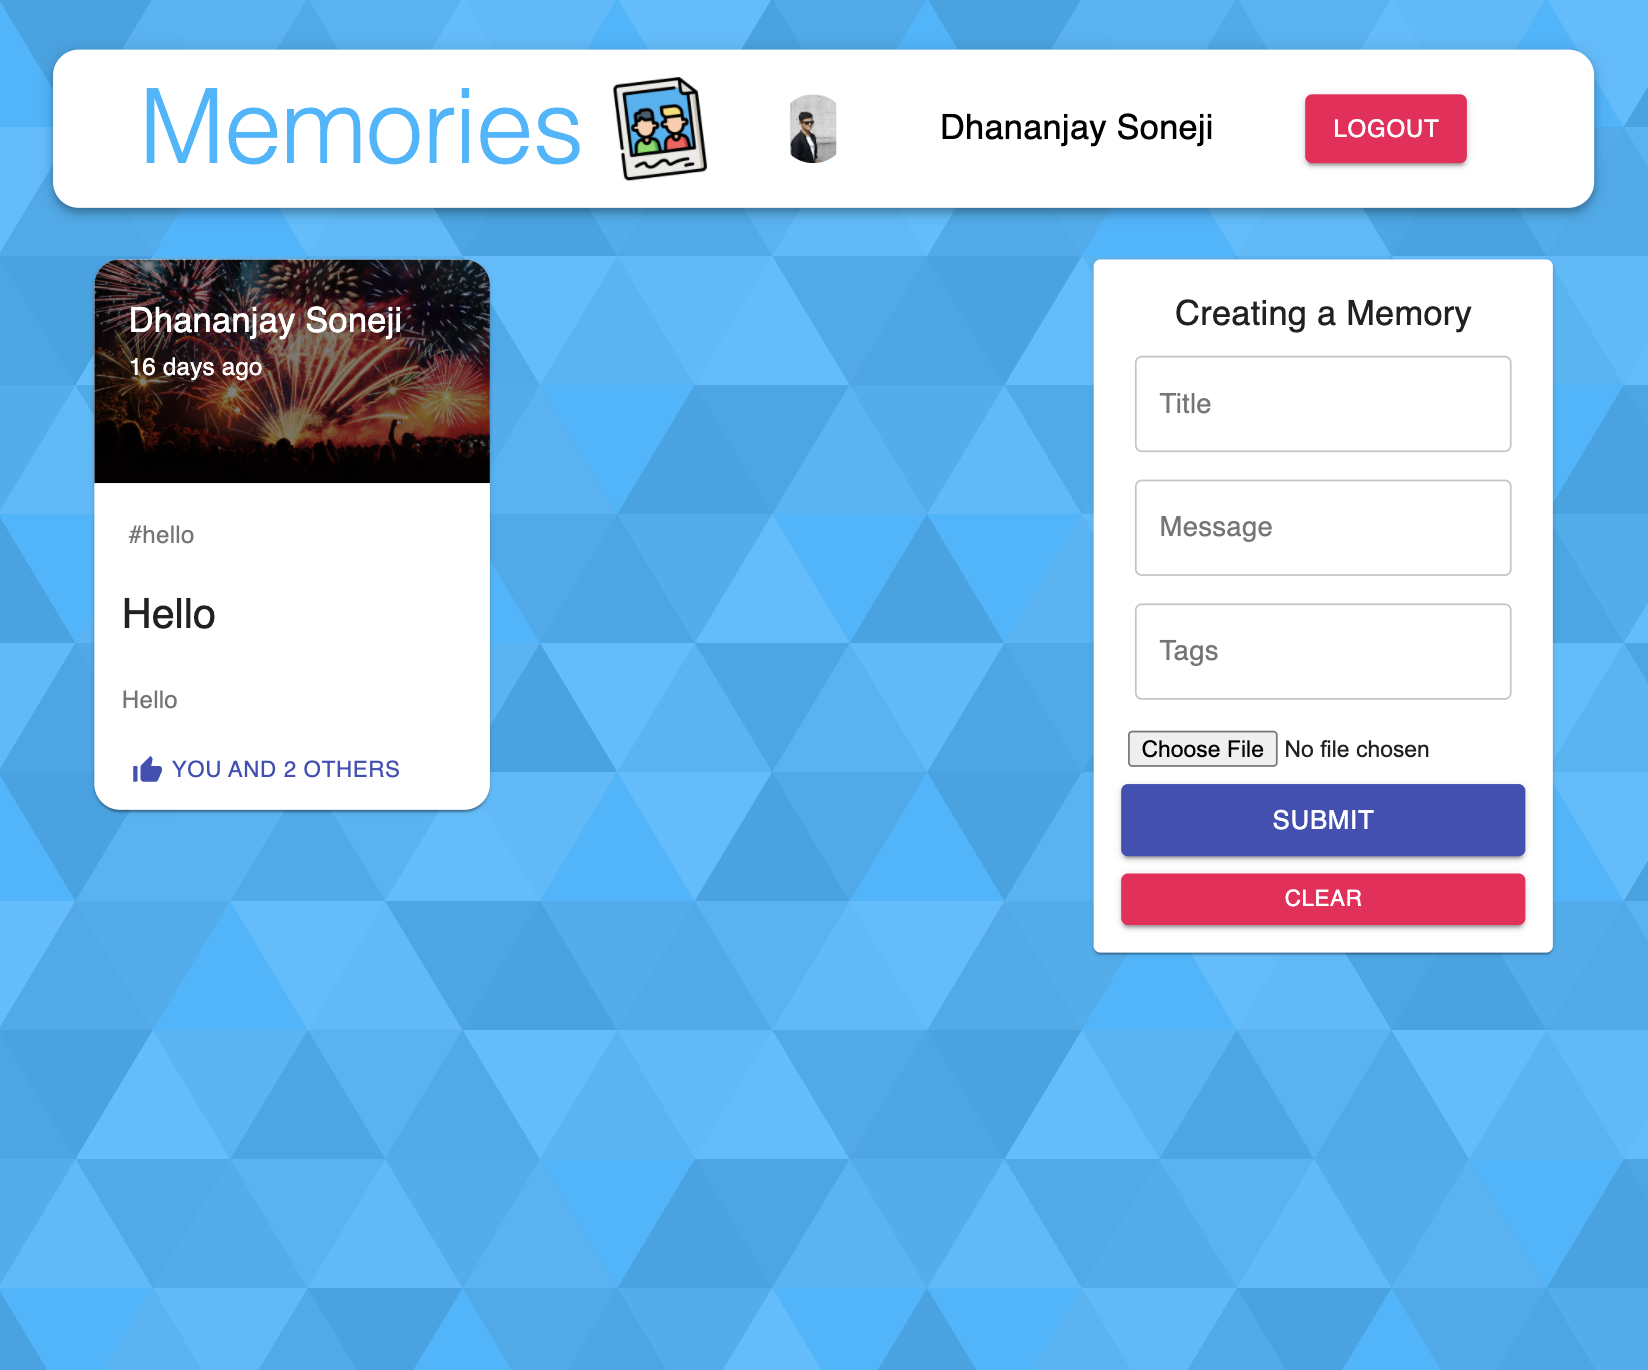 Memories
Dhananjay Soneji
LOGOUT
Dhananjay Soneji
16 days ago
#hello
Hello
Hello
YOU AND 2 OTHERS
Creating a Memory
Title
Message
Tags
Choose File No file chosen
SUBMIT
CLEAR